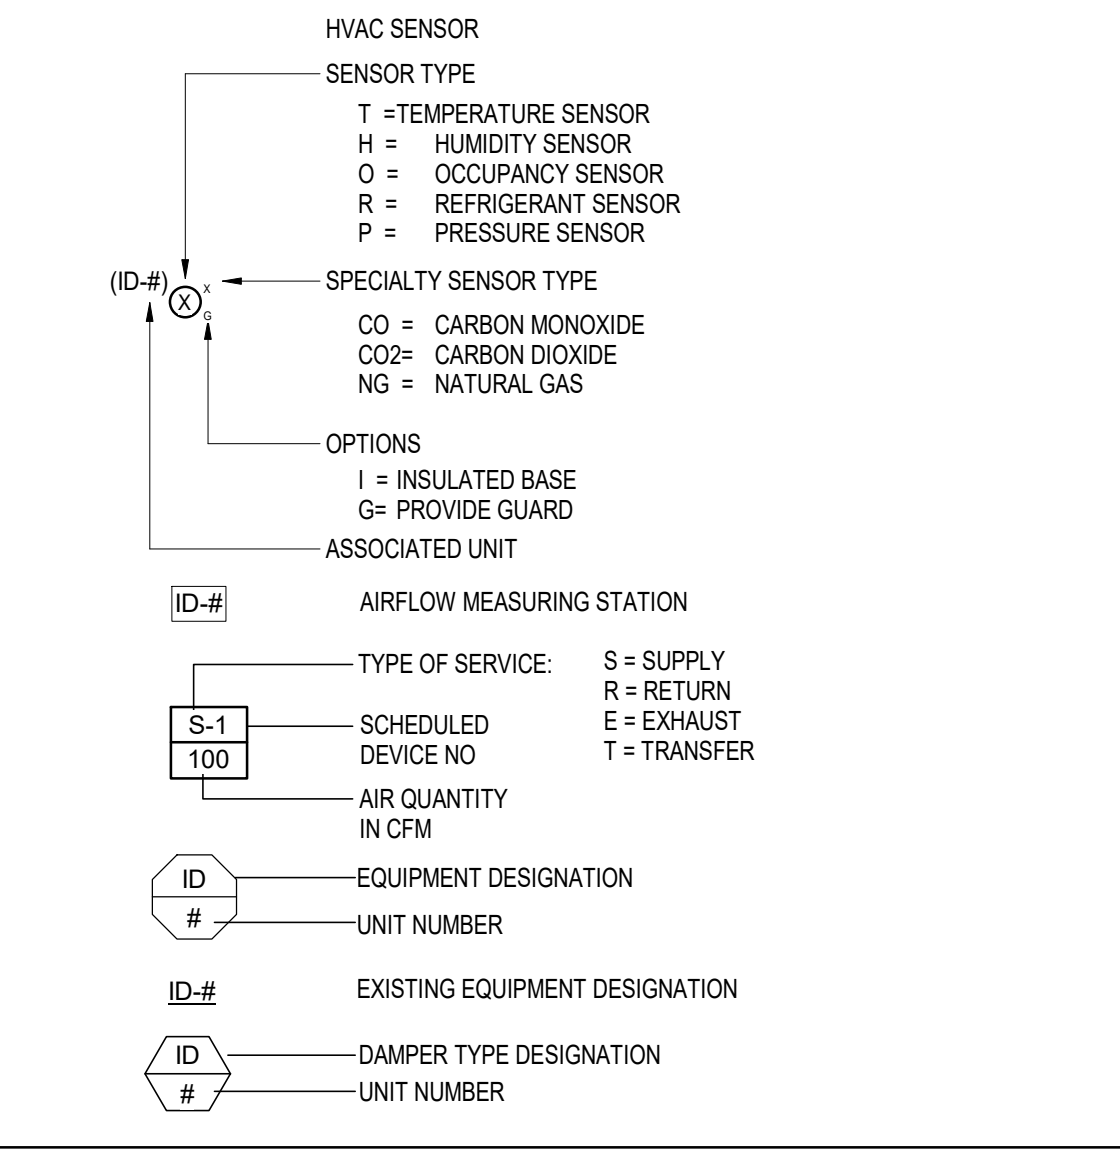 HVAC SENSOR
SENSOR TYPE
T =TEMPERATURE SENSOR
H = HUMIDITY SENSOR
O = OCCUPANCY SENSOR
R = REFRIGERANT SENSOR
P = PRESSURE SENSOR
(ID-#) X X G
SPECIALTY SENSOR TYPE
CO = CARBON MONOXIDE
CO2= CARBON DIOXIDE
NG = NATURAL GAS
OPTIONS
I = INSULATED BASE
G= PROVIDE GUARD
ASSOCIATED UNIT
ID-# AIRFLOW MEASURING STATION
TYPE OF SERVICE: S = SUPPLY
R = RETURN
S-1 SCHEDULED E = EXHAUST
DEVICE NO T = TRANSFER
100
AIR QUANTITY
IN CFM
ID EQUIPMENT DESIGNATION
# UNIT NUMBER
ID-# EXISTING EQUIPMENT DESIGNATION
ID DAMPER TYPE DESIGNATION
# UNIT NUMBER